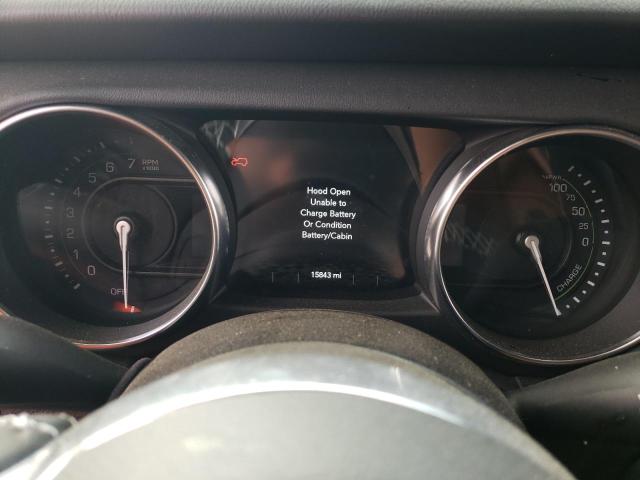 7 RPM
6 x1000
5
4
3
2
1
0
OFF
Hood Open
Unable to
Charge Battery
Or Condition
Battery/Cabin
15843 mi
100
75
50
25
0
CHARGE